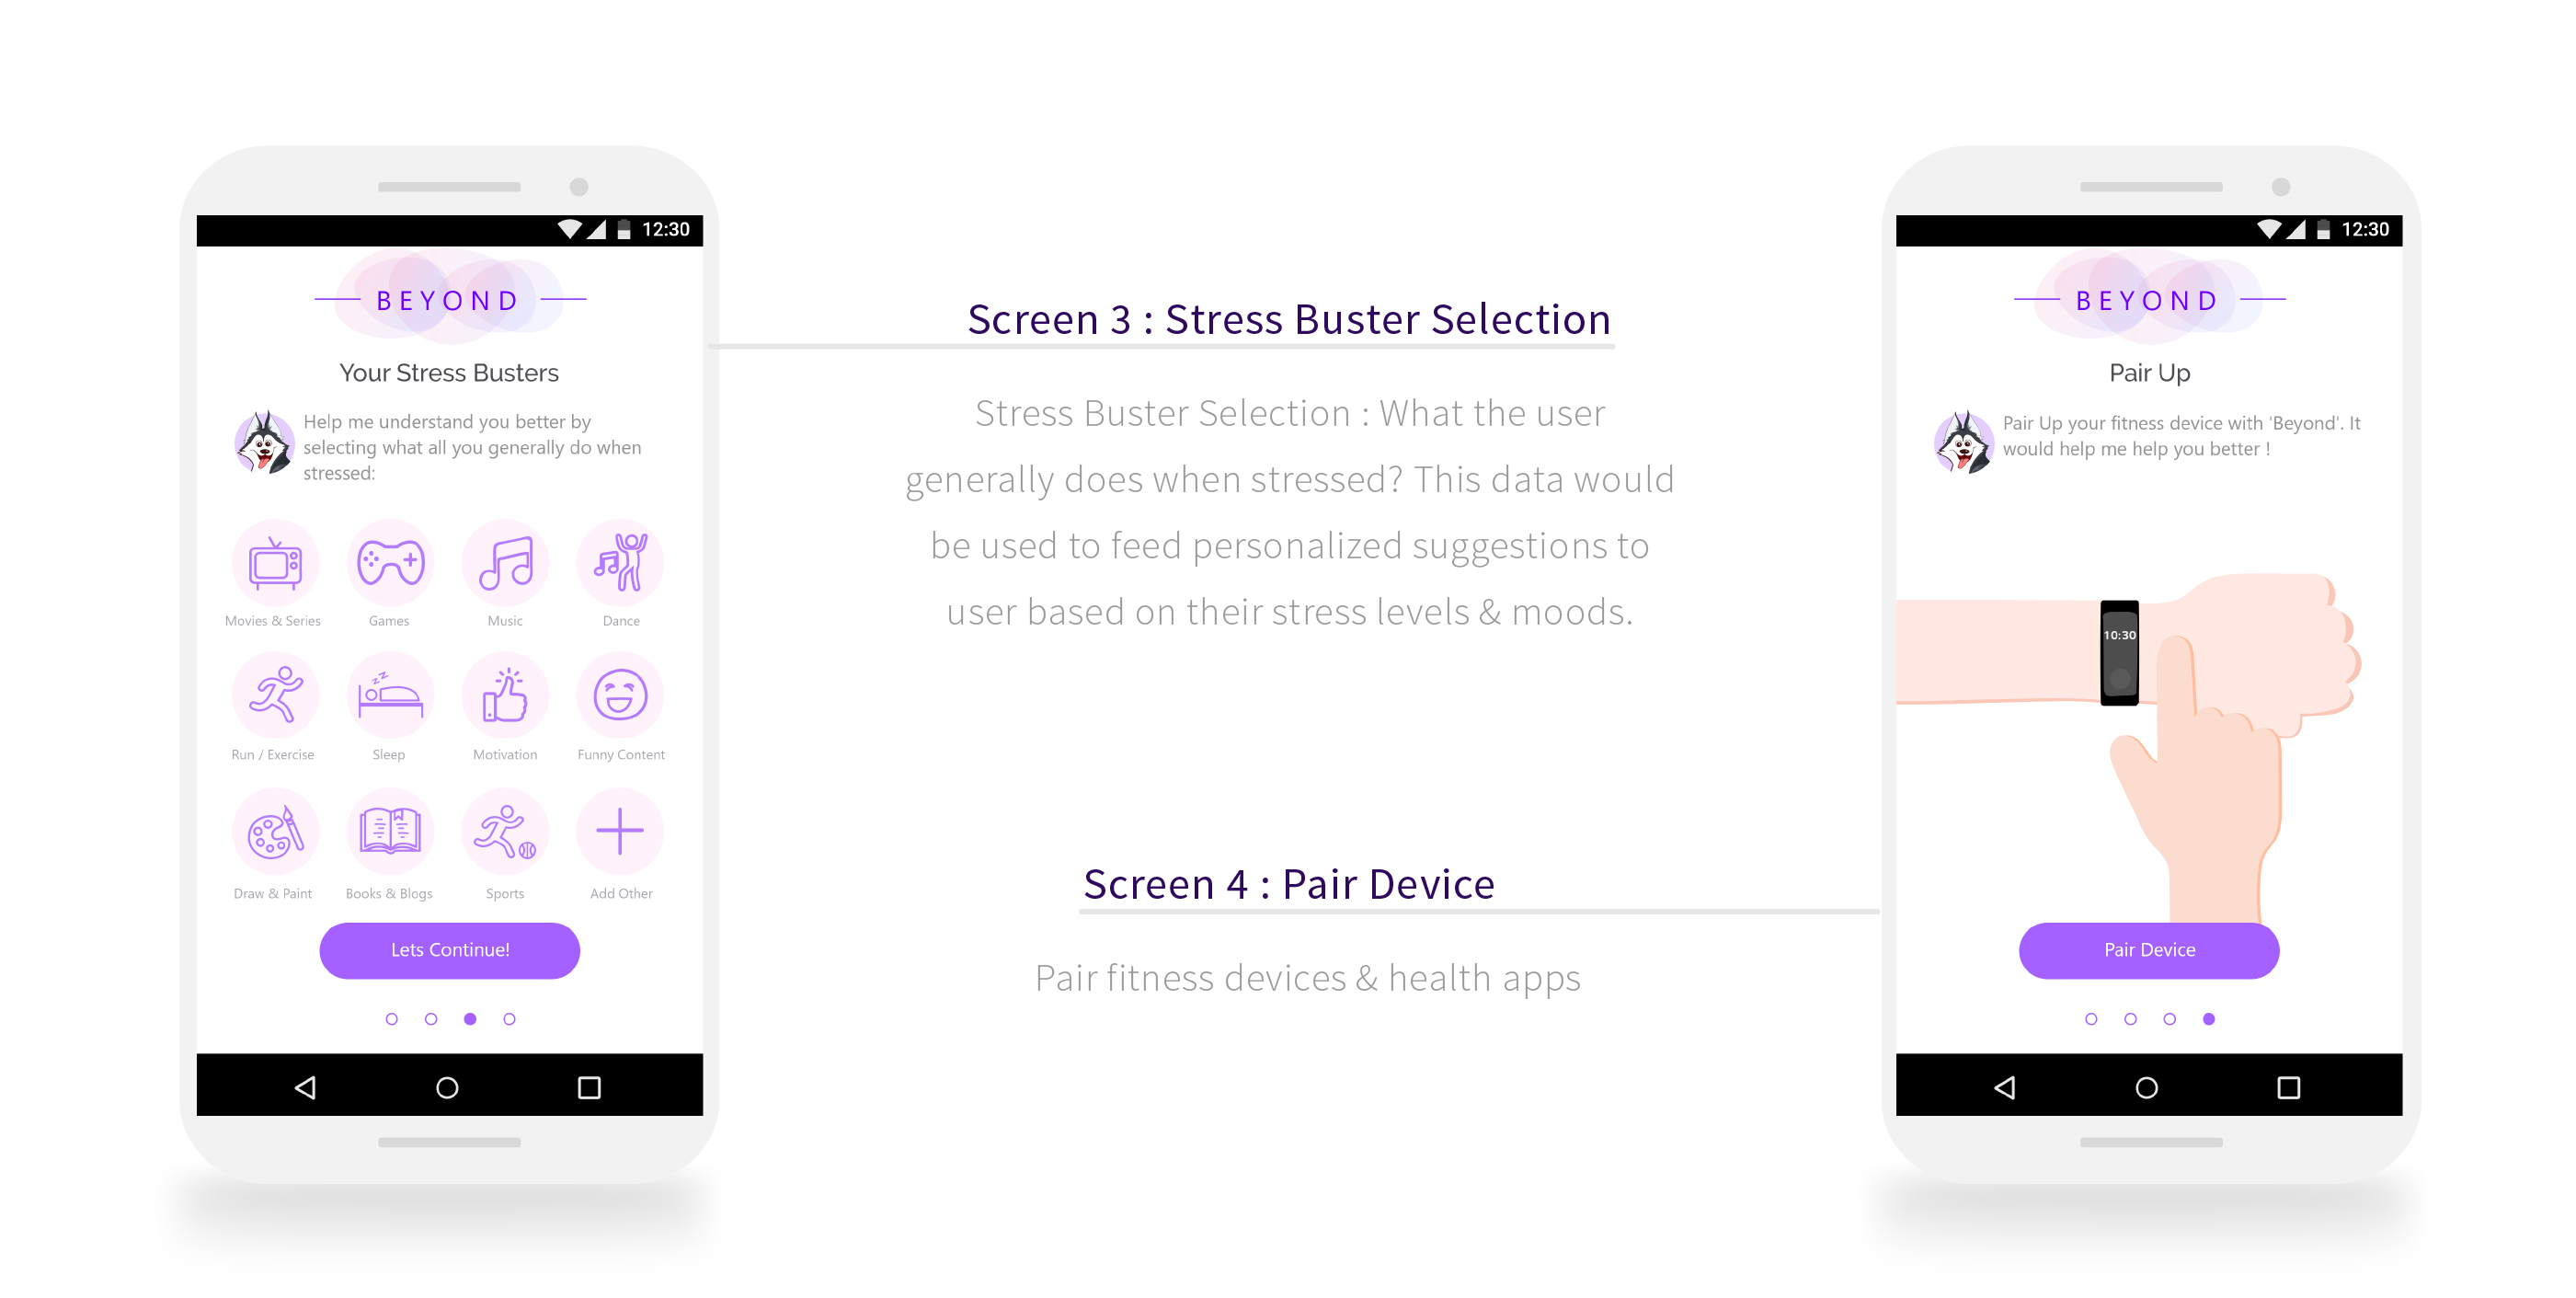 12:30
BEYOND
Your Stress Busters
Help me understand you better by
selecting what all you generally do when
stressed:
Movies & Series
Games
Music
Dance
Run / Exercise
Sleep
Motivation
Funny Content
Draw & Paint
Books & Blogs
Sports
Add Other
Lets Continue!
Screen 3 : Stress Buster Selection
Stress Buster Selection : What the user
generally does when stressed? This data would
be used to feed personalized suggestions to
user based on their stress levels & moods.
Screen 4 : Pair Device
Pair fitness devices & health apps
12:30
BEYOND
Pair Up
Pair Up your fitness device with 'Beyond'. It
would help me help you better !
10:30
Pair Device